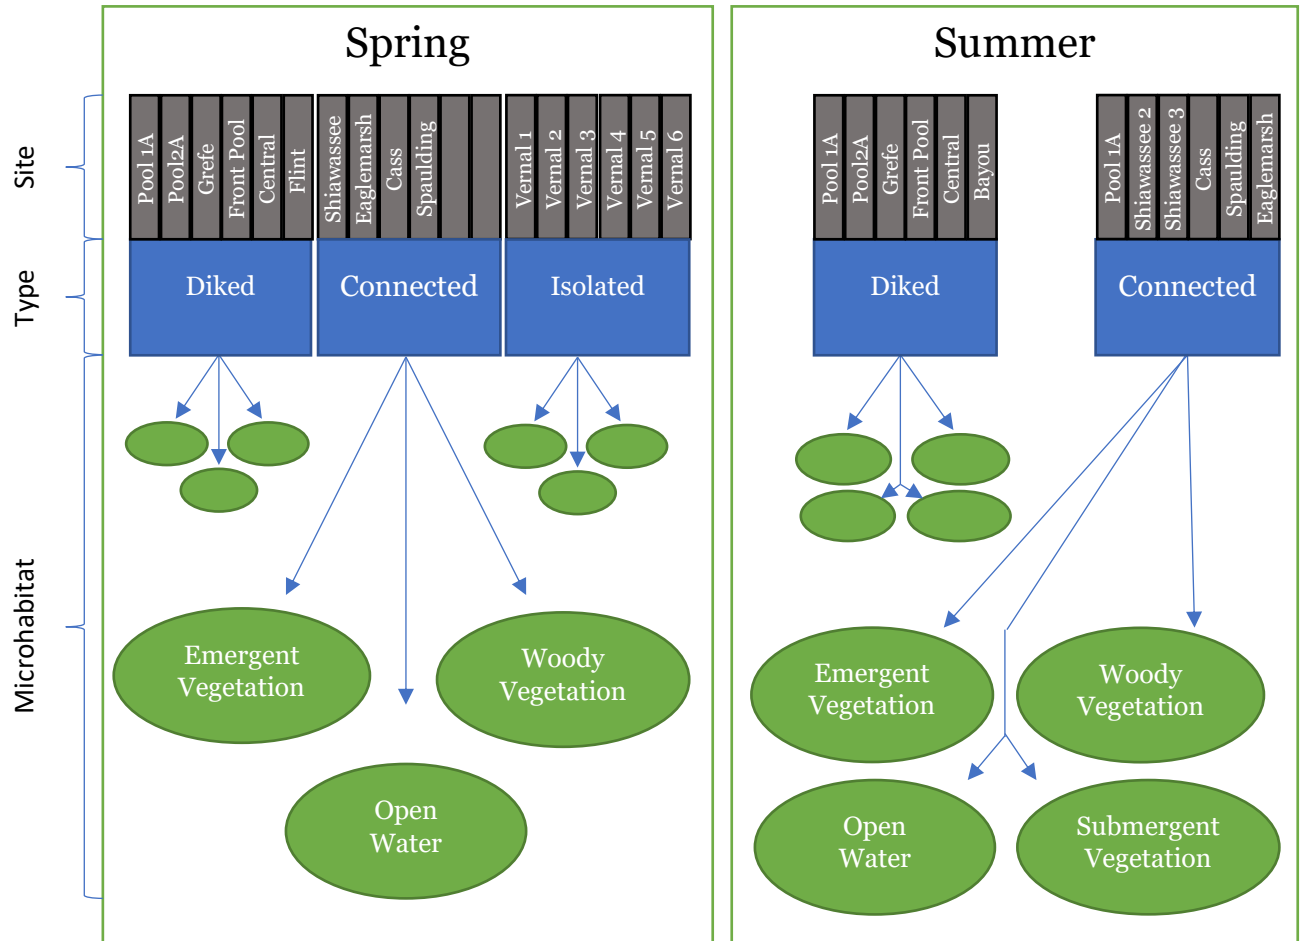 Spring
Summer
Site
Pool 1A
Pool2A
Grefe
Front Pool
Central
Flint
Shiawassee
Eaglemarsh
Cass
Spaulding
Vernal 1
Vernal 2
Vernal 3
Vernal 4
Vernal 5
Vernal 6
Pool 1A
Pool2A
Grefe
Front Pool
Central
Bayou
Pool 1A
Shiawassee 2
Shiawassee 3
Cass
Spaulding
Eaglemarsh
Type
Diked
Connected
Isolated
Diked
Connected
Microhabitat
Emergent
Vegetation
Woody
Vegetation
Open
Water
Emergent
Vegetation
Woody
Vegetation
Open
Water
Submergent
Vegetation